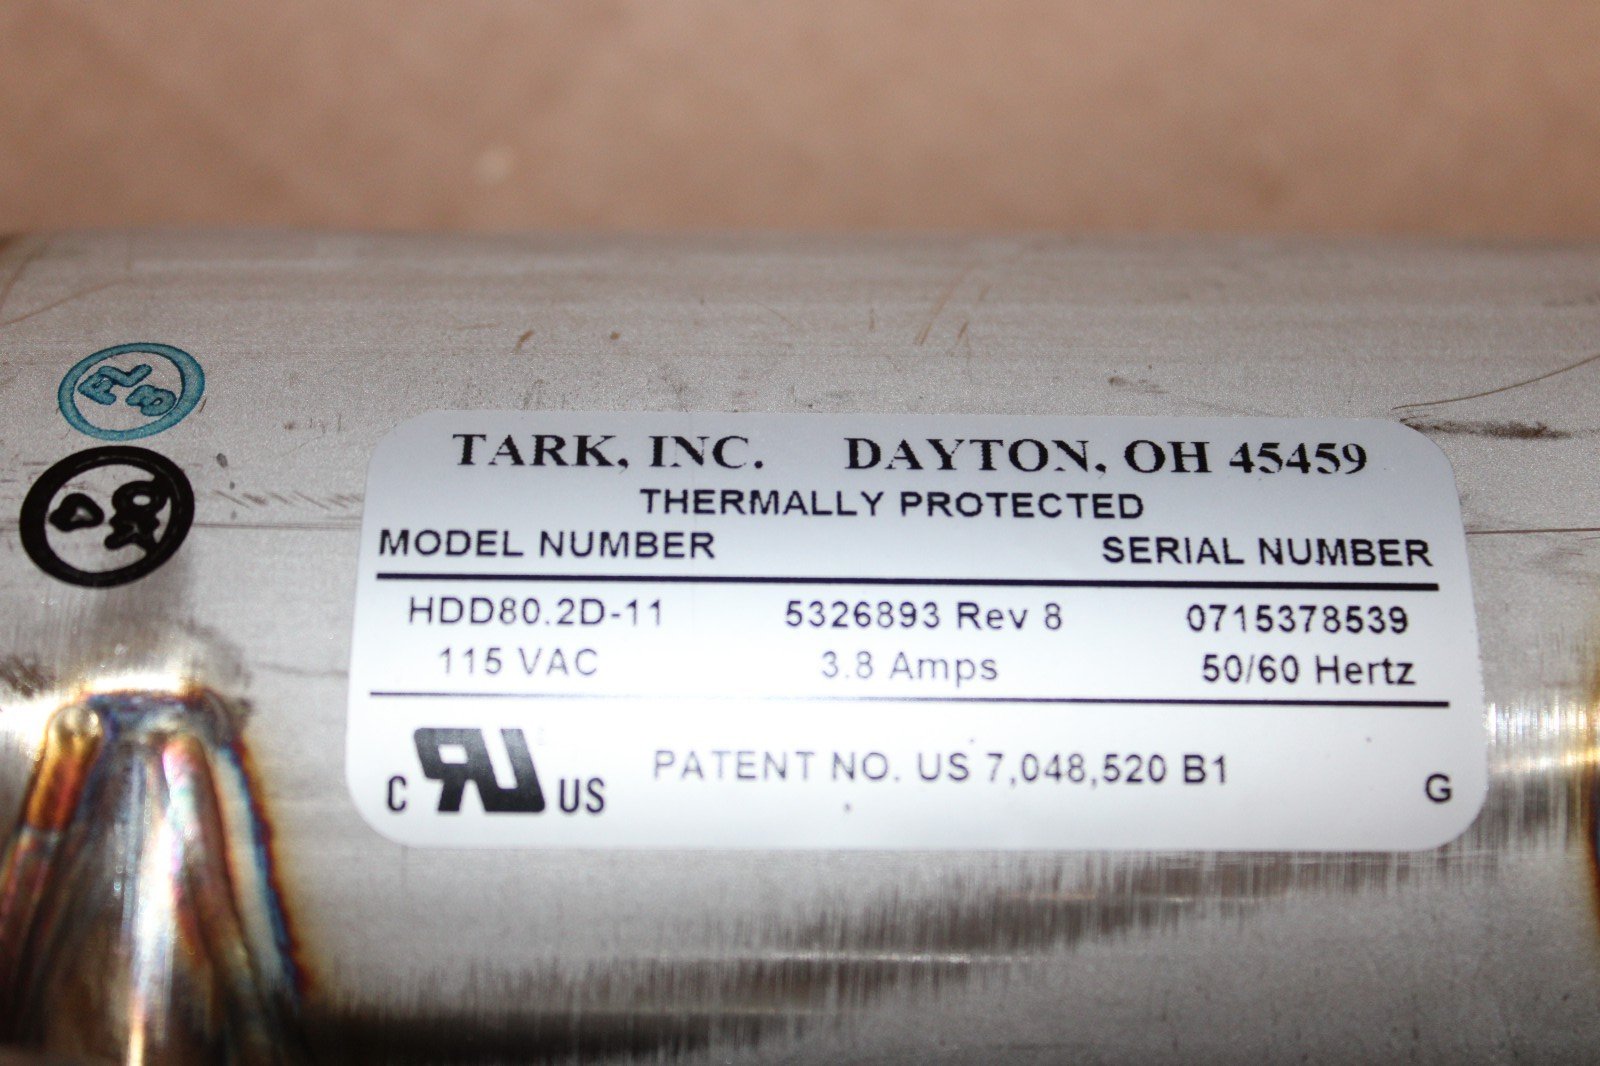 TARK, INC. DAYTON, OH 45459
THERMALLY PROTECTED
MODEL NUMBER SERIAL NUMBER
HDD80.2D-11 5326893 Rev 8 0715378539
115 VAC 3.8 Amps 50/60 Hertz
C RU US PATENT NO. US 7,048,520 B1 G